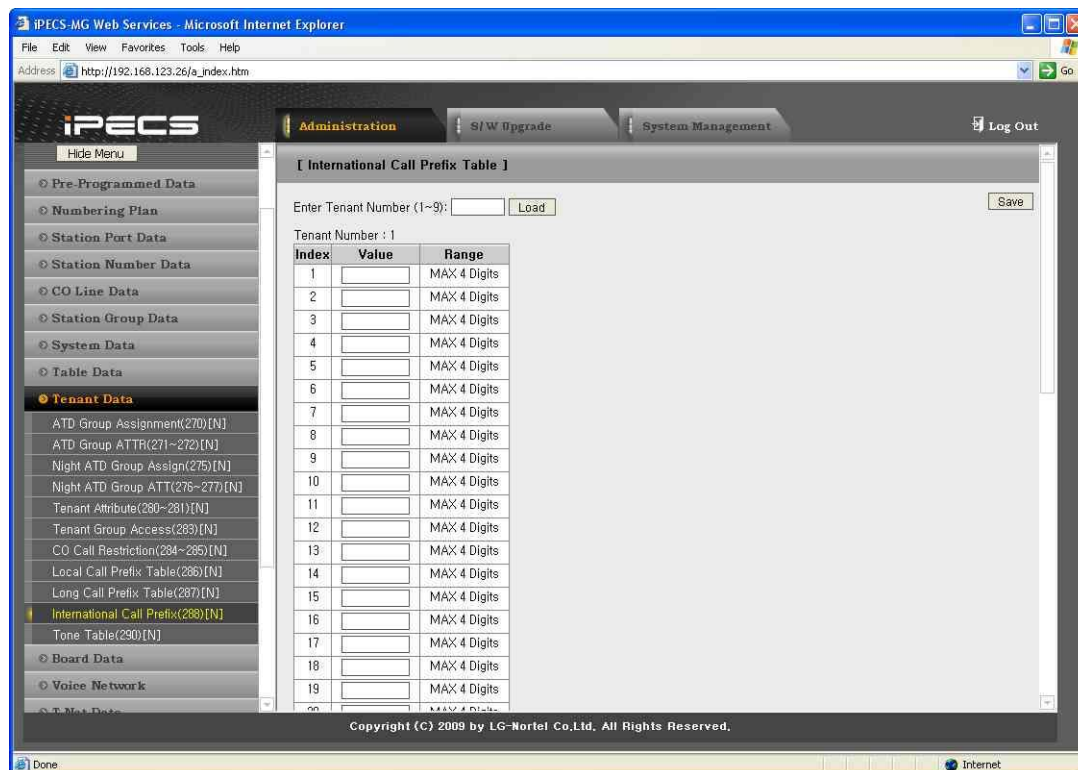 iPECS-MG Web Services - Microsoft Internet Explorer
File Edit View Favorites Tools Help
Address http://192.168.123.26/a_index.htm Go
iPECS Administration S/W Upgrade System Management Log Out
Hide Menu
Pre-Programmed Data
Numbering Plan
Station Port Data
Station Number Data
CO Line Data
Station Group Data
System Data
Table Data
Tenant Data
ATD Group Assignment(270)[N]
ATD Group ATTR(271~272)[N]
Night ATD Group Assign(275)[N]
Night ATD Group ATT(276~277)[N]
Tenant Attribute(280~281)[N]
Tenant Group Access(283)[N]
CO Call Restriction(284~285)[N]
Local Call Prefix Table(286)[N]
Long Call Prefix Table(287)[N]
International Call Prefix(288)[N]
Tone Table(290)[N]
Board Data
Voice Network
T-Net Data
[ International Call Prefix Table ]
Enter Tenant Number (1~9): Load Save
Tenant Number : 1
Index Value Range
1 MAX 4 Digits
2 MAX 4 Digits
3 MAX 4 Digits
4 MAX 4 Digits
5 MAX 4 Digits
6 MAX 4 Digits
7 MAX 4 Digits
8 MAX 4 Digits
9 MAX 4 Digits
10 MAX 4 Digits
11 MAX 4 Digits
12 MAX 4 Digits
13 MAX 4 Digits
14 MAX 4 Digits
15 MAX 4 Digits
16 MAX 4 Digits
17 MAX 4 Digits
18 MAX 4 Digits
19 MAX 4 Digits
20 MAX 4 Digits
Copyright (C) 2009 by LG-Nortel Co,Ltd. All Rights Reserved.
Done Internet